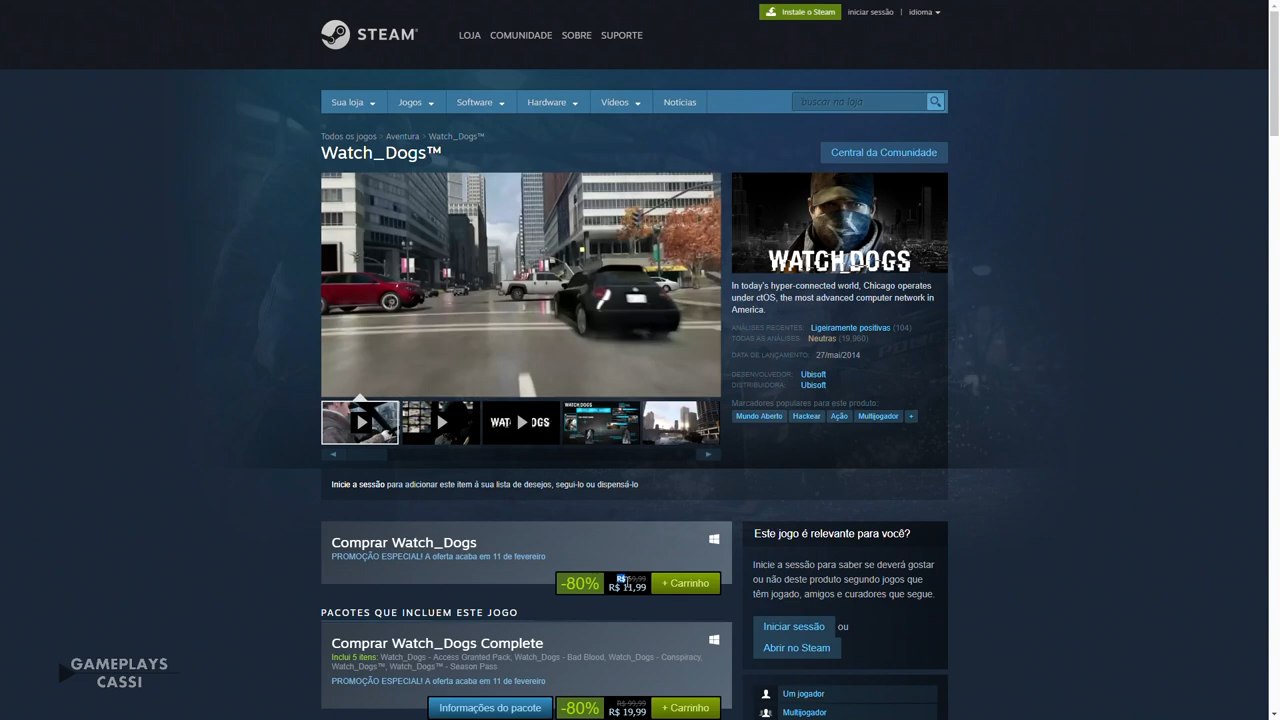 Instale o Steam
iniciar sessão | idioma
STEAM®
LOJA COMUNIDADE SOBRE SUPORTE
Sua loja Jogos Software Hardware Vídeos Notícias buscar na loja
Todos os jogos > Aventura > Watch_Dogs™
Watch_Dogs™
Central da Comunidade
WATCH_DOGS
In today's hyper-connected world, Chicago operates
under ctOS, the most advanced computer network in
America.
ANÁLISES RECENTES: Ligeiramente positivas (104)
TODAS AS ANÁLISES: Neutras (19,960)
DATA DE LANÇAMENTO: 27/mai/2014
DESENVOLVEDOR: Ubisoft
DISTRIBUIDORA: Ubisoft
Marcadores populares para este produto:
Mundo Aberto Hackear Ação Multijogador +
Inicie a sessão para adicionar este item à sua lista de desejos, segui-lo ou dispensá-lo
Comprar Watch_Dogs
PROMOÇÃO ESPECIAL! A oferta acaba em 11 de fevereiro
-80% R$ 59,99
R$ 11,99
+ Carrinho
PACOTES QUE INCLUEM ESTE JOGO
Comprar Watch_Dogs Complete
Inclui 5 itens: Watch_Dogs - Access Granted Pack, Watch_Dogs - Bad Blood, Watch_Dogs - Conspiracy,
Watch_Dogs™, Watch_Dogs™ - Season Pass
PROMOÇÃO ESPECIAL! A oferta acaba em 11 de fevereiro
Informações do pacote
-80% R$ 99,99
R$ 19,99
+ Carrinho
Este jogo é relevante para você?
Inicie a sessão para saber se deverá gostar
ou não deste produto segundo jogos que
têm jogado, amigos e curadores que segue.
Iniciar sessão ou
Abrir no Steam
Um jogador
Multijogador
GAMEPLAYS
CASSI